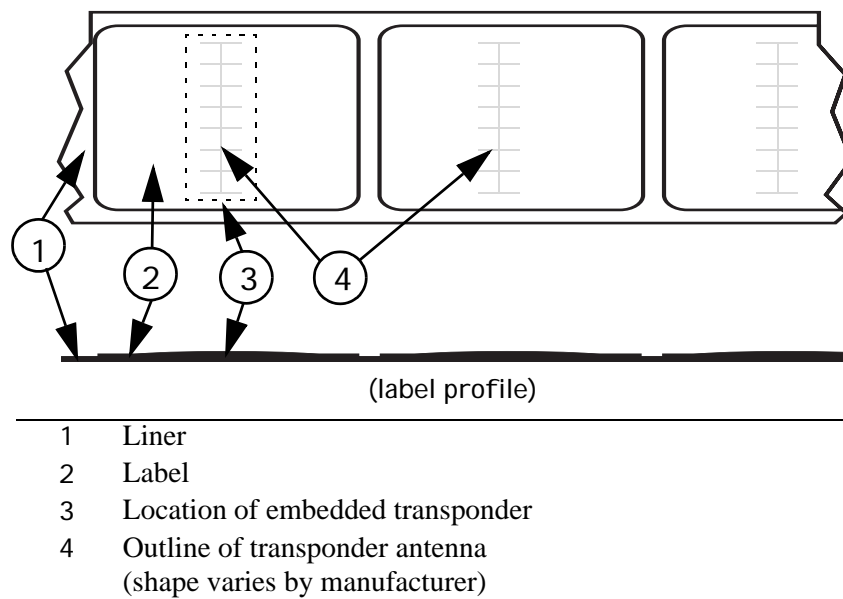 1
2
3
4
(label profile)
1 Liner
2 Label
3 Location of embedded transponder
4 Outline of transponder antenna
(shape varies by manufacturer)